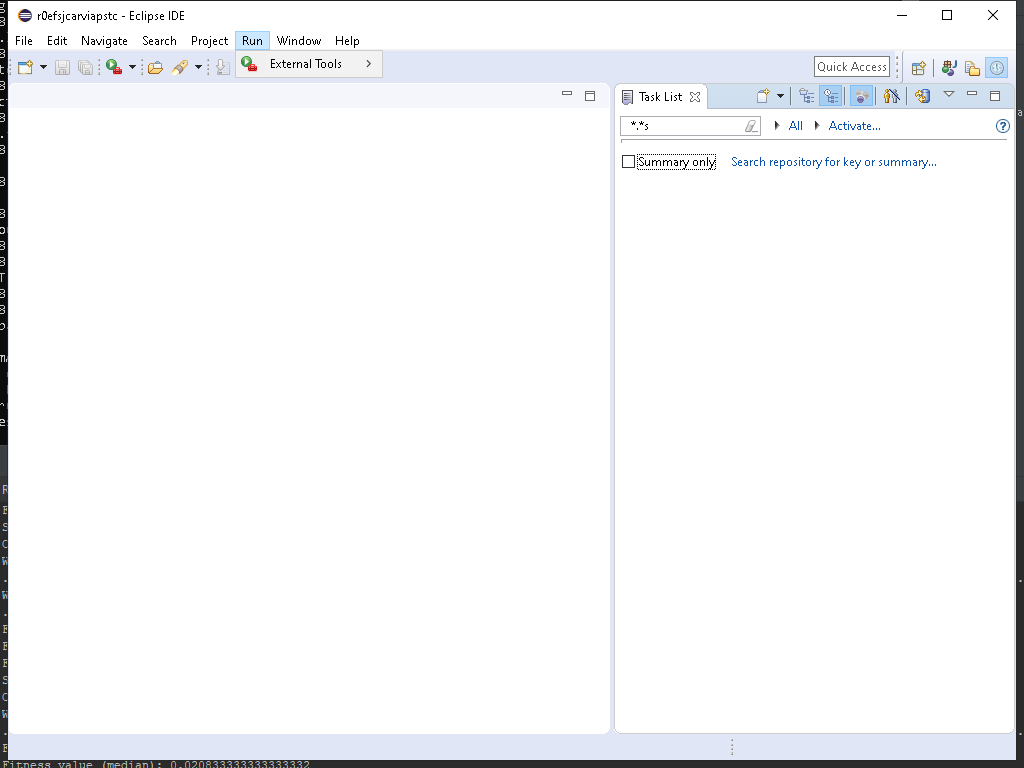 r0efsjcarviapstc - Eclipse IDE
File Edit Navigate Search Project Run Window Help
External Tools
Quick Access
Task List
*.*s
All Activate...
Summary only Search repository for key or summary...
Fitness value (median): 0.020833333333333332